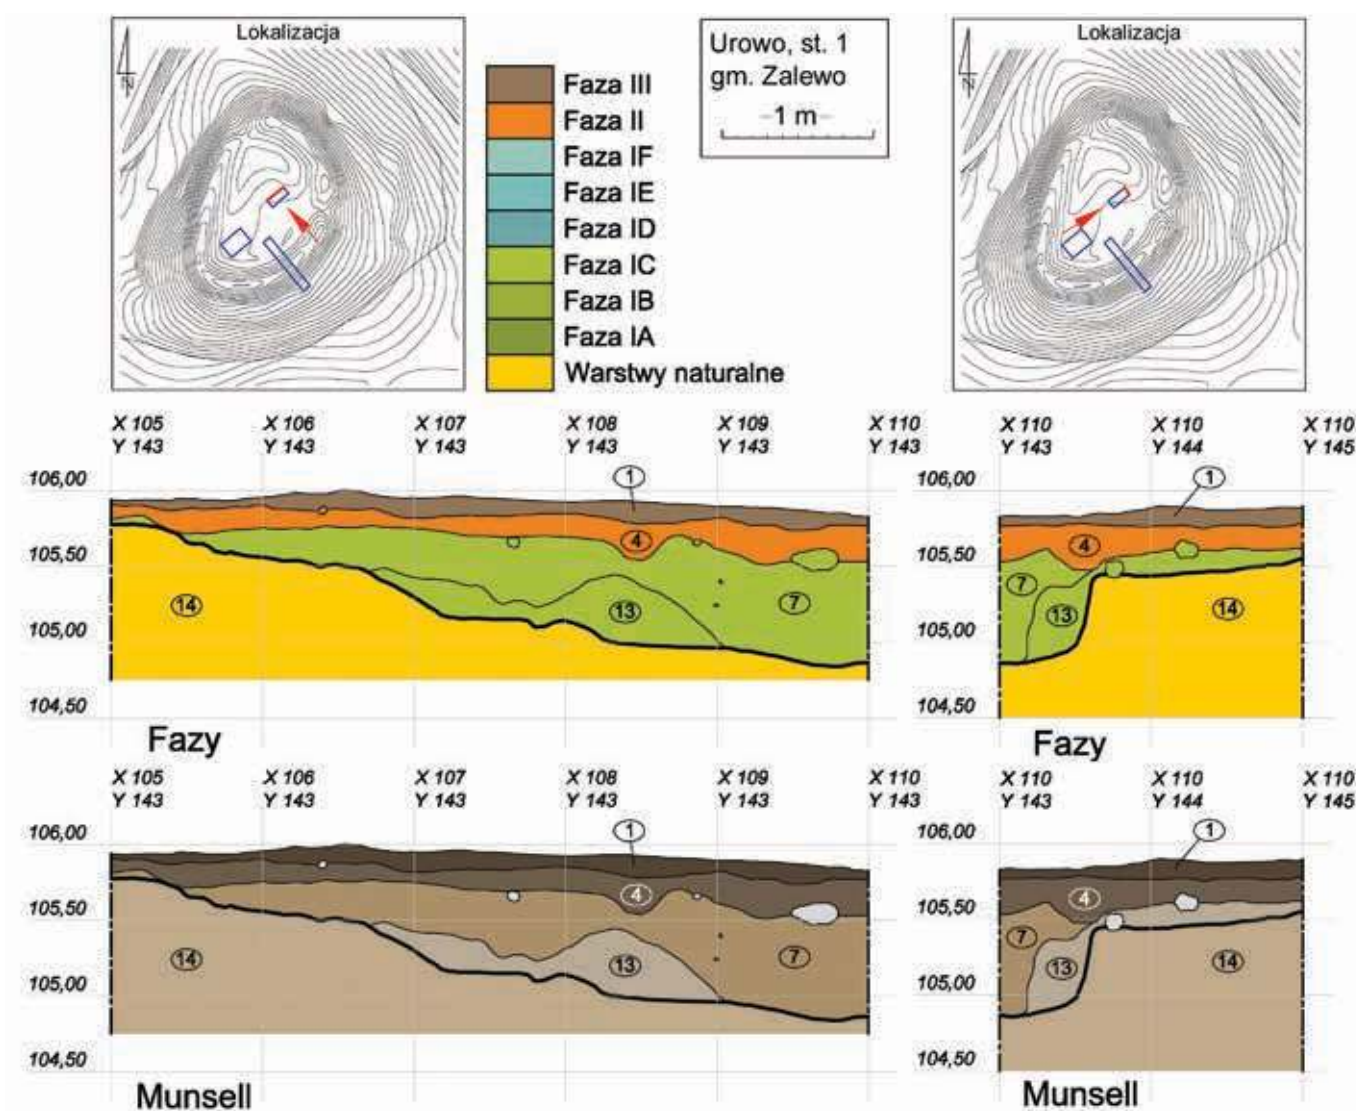 Lokalizacja
N
Faza III
Faza II
Faza IF
Faza IE
Faza ID
Faza IC
Faza IB
Faza IA
Warstwy naturalne
Urowo, st. 1
gm. Zalewo
1 m
Lokalizacja
N
X 105 X 106 X 107 X 108 X 109 X 110
Y 143 Y 143 Y 143 Y 143 Y 143 Y 143
106,00
105,50
105,00
104,50
1
4
14
13
7
Fazy
X 110 X 110 X 110
Y 143 Y 144 Y 145
106,00
105,50
105,00
104,50
1
4
7
13
14
Fazy
X 105 X 106 X 107 X 108 X 109 X 110
Y 143 Y 143 Y 143 Y 143 Y 143 Y 143
106,00
105,50
105,00
104,50
1
4
14
13
7
Munsell
X 110 X 110 X 110
Y 143 Y 144 Y 145
106,00
105,50
105,00
104,50
1
4
7
13
14
Munsell